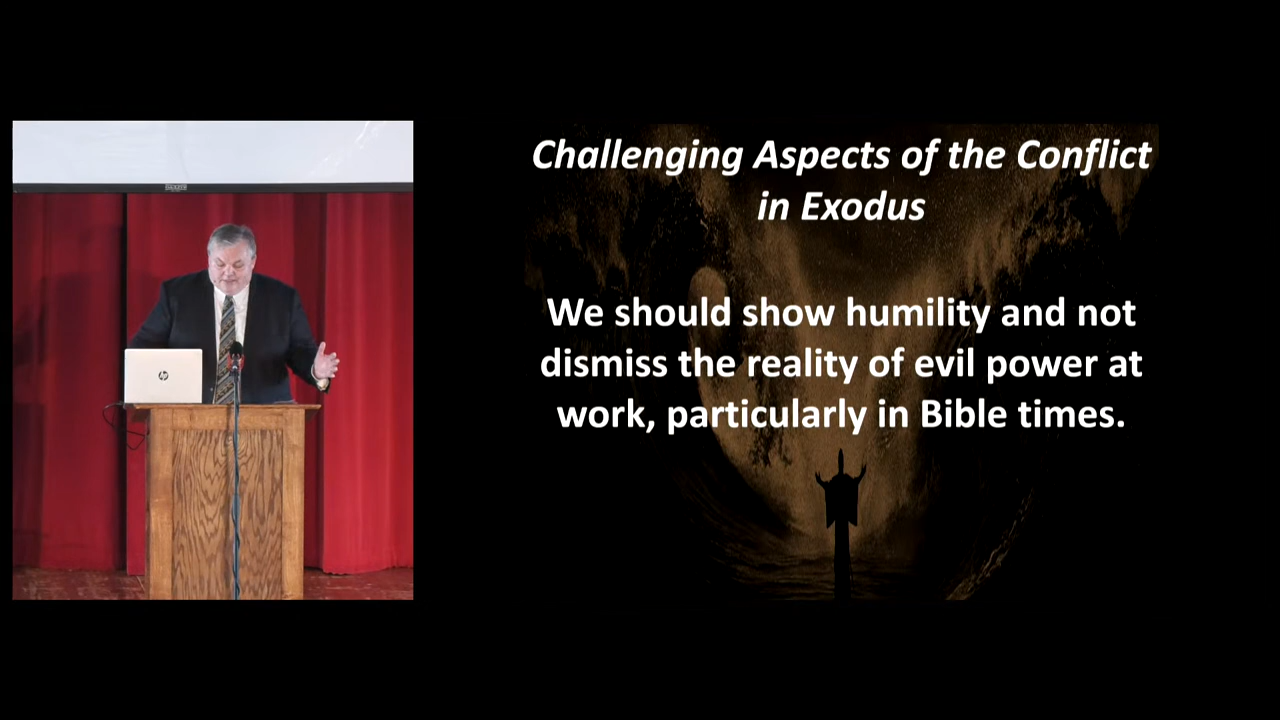 Challenging Aspects of the Conflict
in Exodus
We should show humility and not
dismiss the reality of evil power at
work, particularly in Bible times.
hp